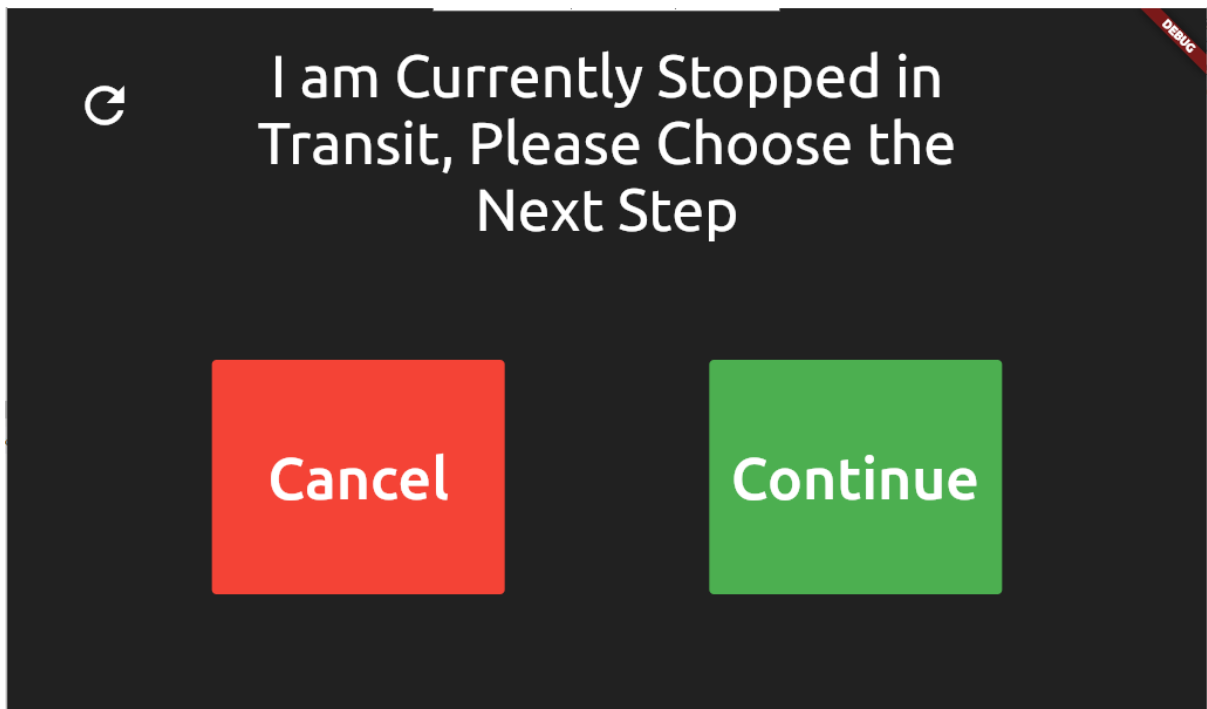 I am Currently Stopped in
Transit, Please Choose the
Next Step
Cancel
Continue
DEBUG